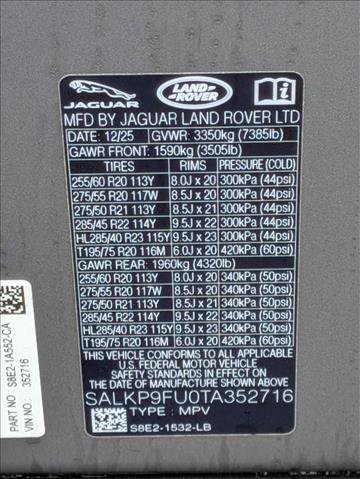 JAGUAR
LAND ROVER
MFD BY JAGUAR LAND ROVER LTD
DATE: 12/25 GVWR: 3350kg (7385lb)
GAWR FRONT: 1590kg (3505lb)
TIRES RIMS PRESSURE (COLD)
255/60 R20 113Y 8.0J x 20 300kPa (44psi)
275/55 R20 117W 8.5J x 20 300kPa (44psi)
275/50 R21 113Y 8.5J x 21 300kPa (44psi)
285/45 R22 114Y 9.5J x 22 300kPa (44psi)
HL285/40 R23 115Y 9.5J x 23 300kPa (44psi)
T195/75 R20 116M 6.0J x 20 420kPa (60psi)
GAWR REAR: 1960kg (4320lb)
255/60 R20 113Y 8.0J x 20 340kPa (50psi)
275/55 R20 117W 8.5J x 20 340kPa (50psi)
275/50 R21 113Y 8.5J x 21 340kPa (50psi)
285/45 R22 114Y 9.5J x 22 340kPa (50psi)
HL285/40 R23 115Y 9.5J x 23 340kPa (50psi)
T195/75 R20 116M 6.0J x 20 420kPa (60psi)
THIS VEHICLE CONFORMS TO ALL APPLICABLE
U.S. FEDERAL MOTOR VEHICLE
SAFETY, BUMPER AND THEFT PREVENTION
STANDARDS IN EFFECT ON THE DATE OF
MANUFACTURE SHOWN ABOVE.
SALKP9FU0TA352716
TYPE: MPV
S8E2-1532-LB
PART NO: S8E2-1A552-CA
VIN NO: 352716